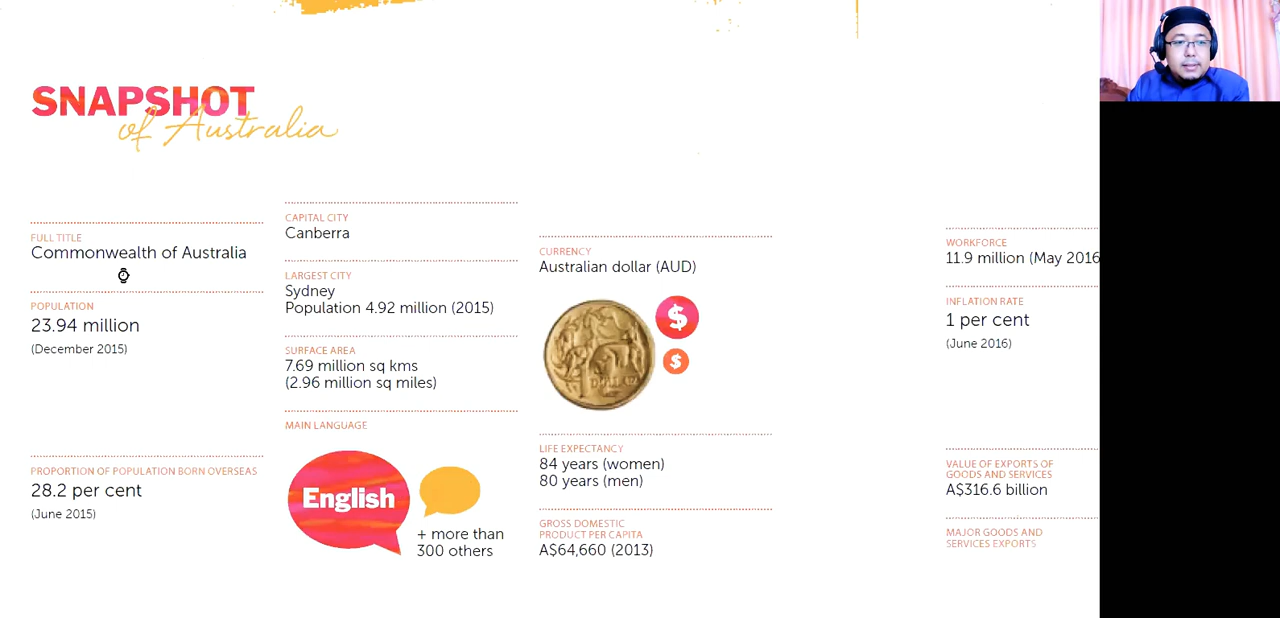 SNAPSHOT
of Australia
FULL TITLE
Commonwealth of Australia
POPULATION
23.94 million
(December 2015)
PROPORTION OF POPULATION BORN OVERSEAS
28.2 per cent
(June 2015)
CAPITAL CITY
Canberra
LARGEST CITY
Sydney
Population 4.92 million (2015)
SURFACE AREA
7.69 million sq kms
(2.96 million sq miles)
MAIN LANGUAGE
English
+ more than
300 others
CURRENCY
Australian dollar (AUD)
$
$
DOLLAR
LIFE EXPECTANCY
84 years (women)
80 years (men)
GROSS DOMESTIC
PRODUCT PER CAPITA
A$64,660 (2013)
WORKFORCE
11.9 million (May 2016
INFLATION RATE
1 per cent
(June 2016)
VALUE OF EXPORTS OF
GOODS AND SERVICES
A$316.6 billion
MAJOR GOODS AND
SERVICES EXPORTS